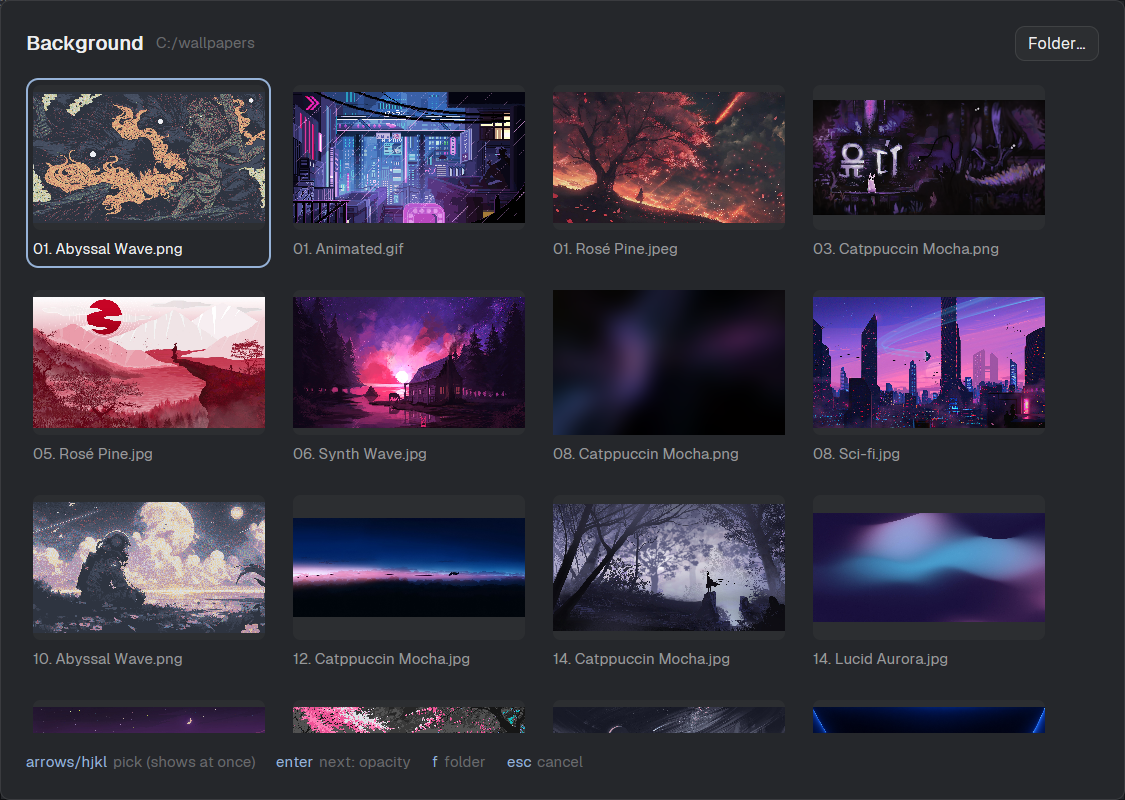 Background C:/wallpapers Folder...
유 다
01. Abyssal Wave.png 01. Animated.gif 01. Rosé Pine.jpeg 03. Catppuccin Mocha.png
05. Rosé Pine.jpg 06. Synth Wave.jpg 08. Catppuccin Mocha.png 08. Sci-fi.jpg
10. Abyssal Wave.png 12. Catppuccin Mocha.jpg 14. Catppuccin Mocha.jpg 14. Lucid Aurora.jpg
arrows/hjkl pick (shows at once) enter next: opacity f folder esc cancel